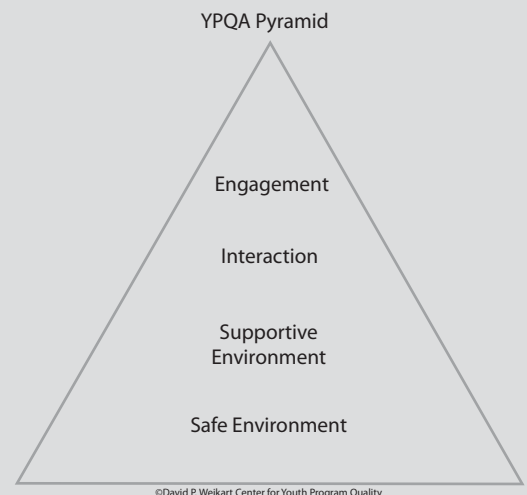 YPQA Pyramid
Engagement
Interaction
Supportive
Environment
Safe Environment
©David P. Weikart Center for Youth Program Quality